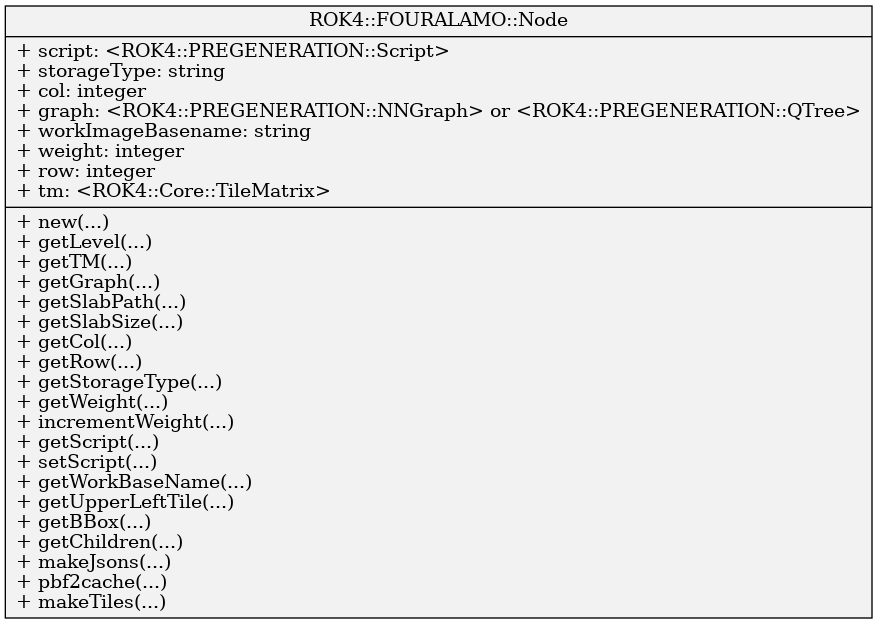 ROK4::FOURALAMO::Node
+ script: <ROK4::PREGENERATION::Script>
+ storageType: string
+ col: integer
+ graph: <ROK4::PREGENERATION::NNGraph> or <ROK4::PREGENERATION::QTree>
+ workImageBasename: string
+ weight: integer
+ row: integer
+ tm: <ROK4::Core::TileMatrix>
+ new(...)
+ getLevel(...)
+ getTM(...)
+ getGraph(...)
+ getSlabPath(...)
+ getSlabSize(...)
+ getCol(...)
+ getRow(...)
+ getStorageType(...)
+ getWeight(...)
+ incrementWeight(...)
+ getScript(...)
+ setScript(...)
+ getWorkBaseName(...)
+ getUpperLeftTile(...)
+ getBBox(...)
+ getChildren(...)
+ makeJsons(...)
+ pbf2cache(...)
+ makeTiles(...)